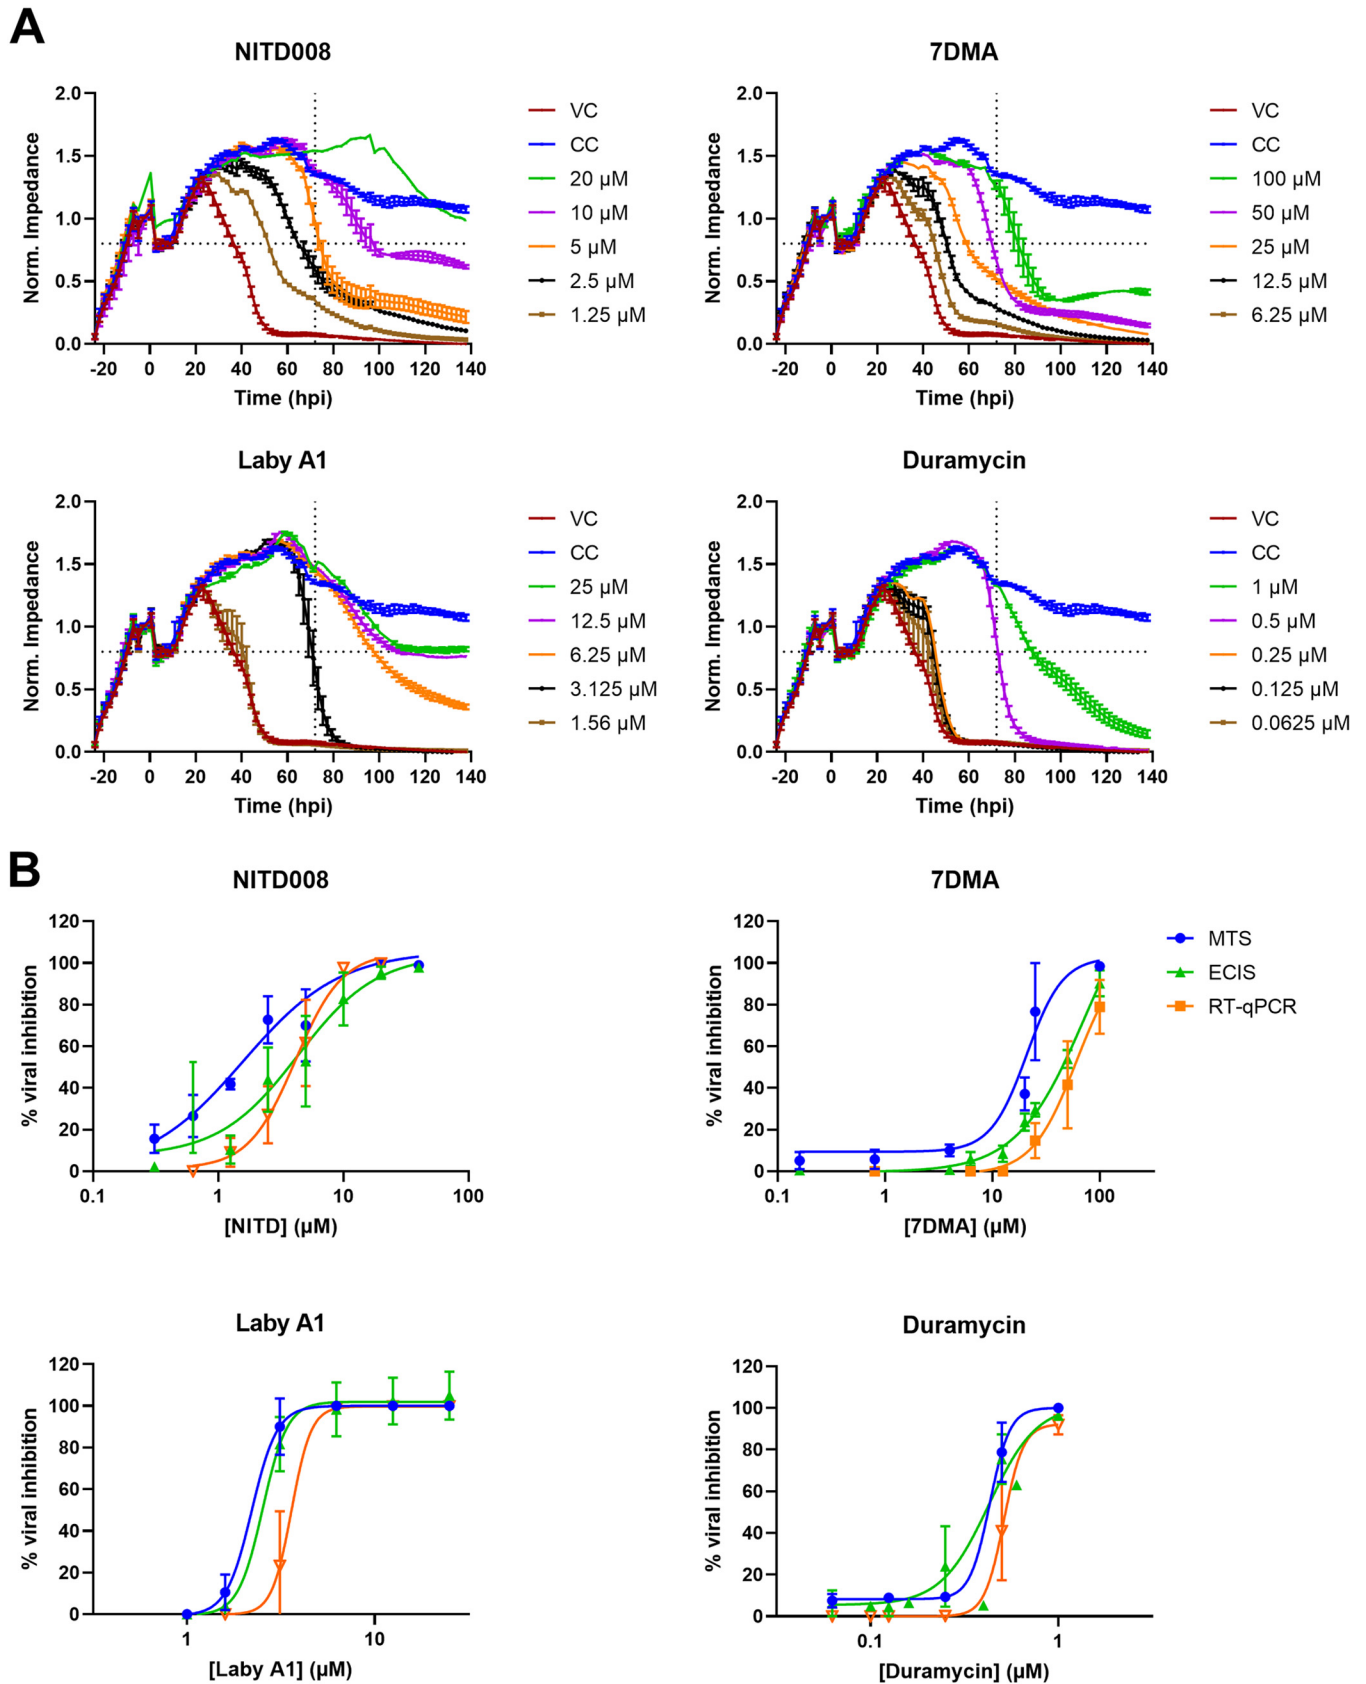 A
NITD008
Norm. Impedance
2.0
1.5
1.0
0.5
0.0
-20 0 20 40 60 80 100 120 140
Time (hpi)
VC
CC
20 µM
10 µM
5 µM
2.5 µM
1.25 µM
7DMA
Norm. Impedance
2.0
1.5
1.0
0.5
0.0
-20 0 20 40 60 80 100 120 140
Time (hpi)
VC
CC
100 µM
50 µM
25 µM
12.5 µM
6.25 µM
Laby A1
Norm. Impedance
2.0
1.5
1.0
0.5
0.0
-20 0 20 40 60 80 100 120 140
Time (hpi)
VC
CC
25 µM
12.5 µM
6.25 µM
3.125 µM
1.56 µM
Duramycin
Norm. Impedance
2.0
1.5
1.0
0.5
0.0
-20 0 20 40 60 80 100 120 140
Time (hpi)
VC
CC
1 µM
0.5 µM
0.25 µM
0.125 µM
0.0625 µM
B
NITD008
% viral inhibition
120
100
80
60
40
20
0
0.1 1 10 100
[NITD] (µM)
7DMA
% viral inhibition
120
100
80
60
40
20
0
0.1 1 10 100
[7DMA] (µM)
MTS
ECIS
RT-qPCR
Laby A1
% viral inhibition
120
100
80
60
40
20
0
1 10
[Laby A1] (µM)
Duramycin
% viral inhibition
120
100
80
60
40
20
0
0.1 1
[Duramycin] (µM)